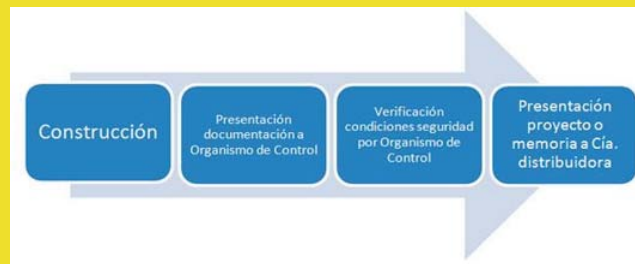 Construcción
Presentación
documentación a
Organismo de Control
Verificación
condiciones seguridad
por Organismo de
Control
Presentación
proyecto o
memoria a Cía.
distribuidora